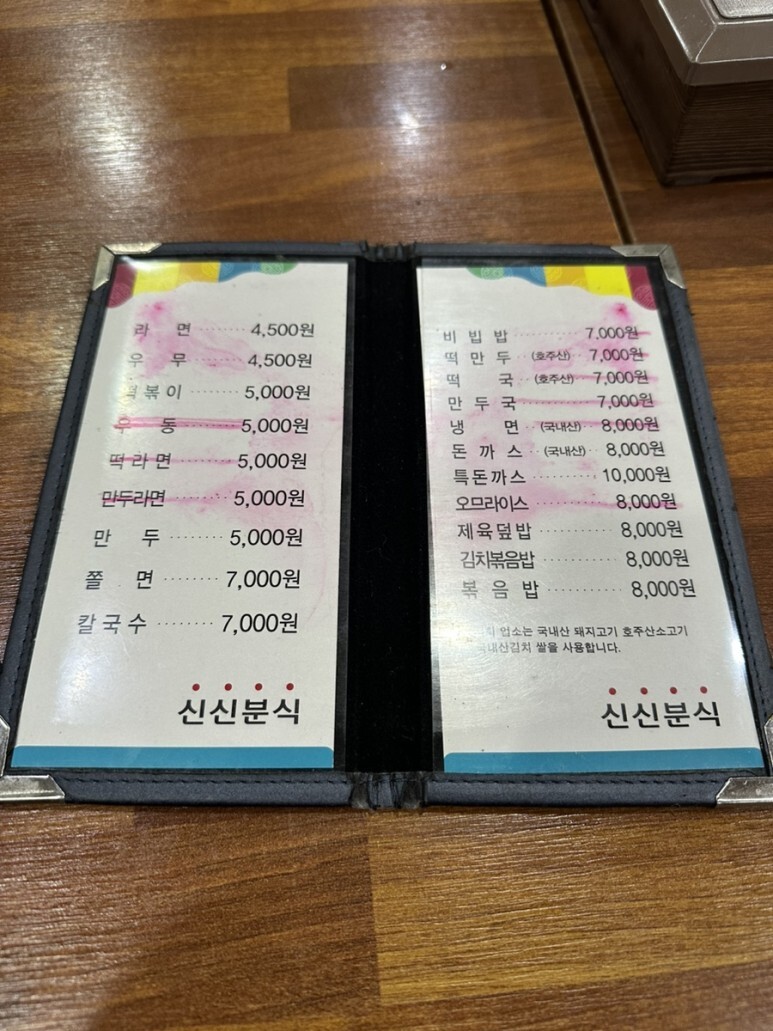 라 면 ········ 4,500원
우 무 ········ 4,500원
떡볶이 ········ 5,000원
우 동 ········ 5,000원
떡라면 ········ 5,000원
만두라면 ········ 5,000원
만 두 ········ 5,000원
쫄 면 ········ 7,000원
칼국수 ········ 7,000원
신신분식
비 빔 밥 ········ 7,000원
떡 만 두 (호주산) 7,000원
떡 국 (호주산) 7,000원
만 두 국 ········ 7,000원
냉 면 (국내산) 8,000원
돈 까 스 (국내산) 8,000원
특돈까스 ········ 10,000원
오므라이스 ········ 8,000원
제육덮밥 ········ 8,000원
김치볶음밥 ········ 8,000원
볶 음 밥 ········ 8,000원
업소는 국내산 돼지고기 호주산소고기
국내산김치 쌀을 사용합니다.
신신분식